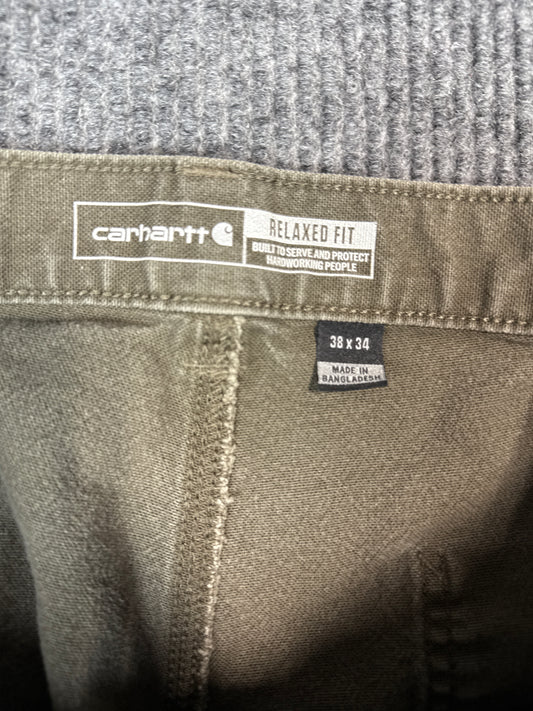 carhartt
RELAXED FIT
BUILT TO SERVE AND PROTECT
HARDWORKING PEOPLE
38 x 34
MADE IN
BANGLADESH